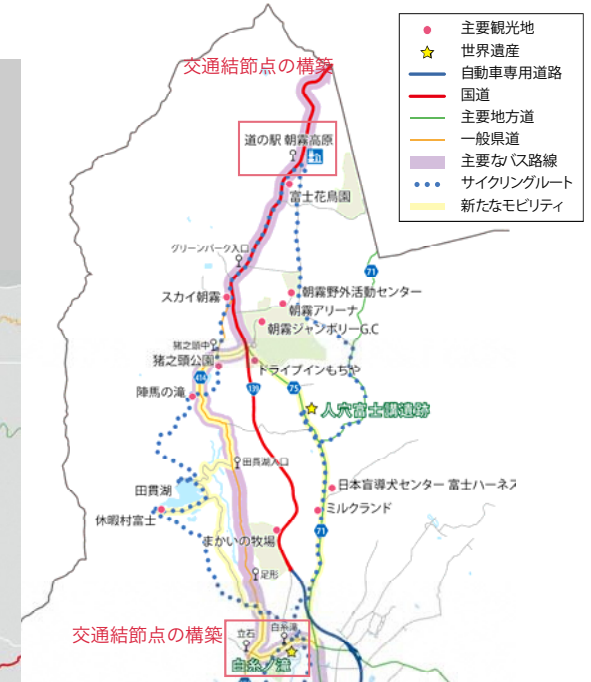 主要観光地
世界遺産
自動車専用道路
国道
主要地方道
一般県道
主要なバス路線
サイクリングルート
新たなモビリティ
交通結節点の構築
道の駅 朝霧高原
富士花鳥園
グリーンパーク入口
71
朝霧野外活動センター
スカイ朝霧
朝霧アリーナ
朝霧ジャンボリーG.C
猪之頭中
猪之頭公園
ドライブインもちや
414
139
75
陣馬の滝
人穴富士講遺跡
田貫湖入口
日本盲導犬センター 富士ハーネス
田貫湖
ミルクランド
休暇村富士
71
まかいの牧場
足形
交通結節点の構築
立石
白糸滝
白糸ノ滝